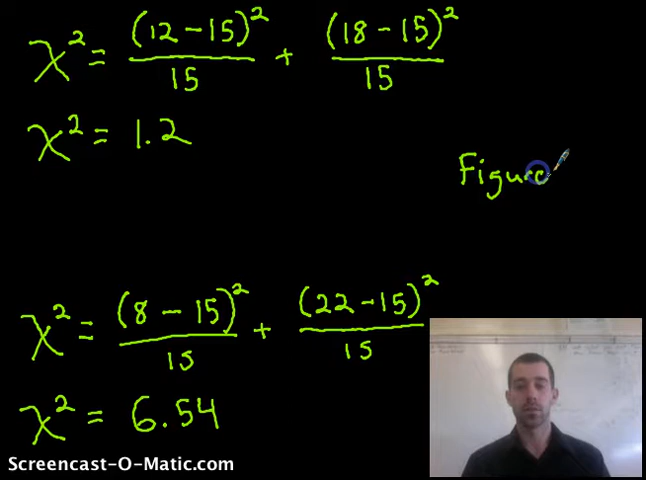 χ² = (12 - 15)² / 15 + (18 - 15)² / 15
χ² = 1.2
Figure
χ² = (8 - 15)² / 15 + (22 - 15)² / 15
χ² = 6.54
Screencast-O-Matic.com